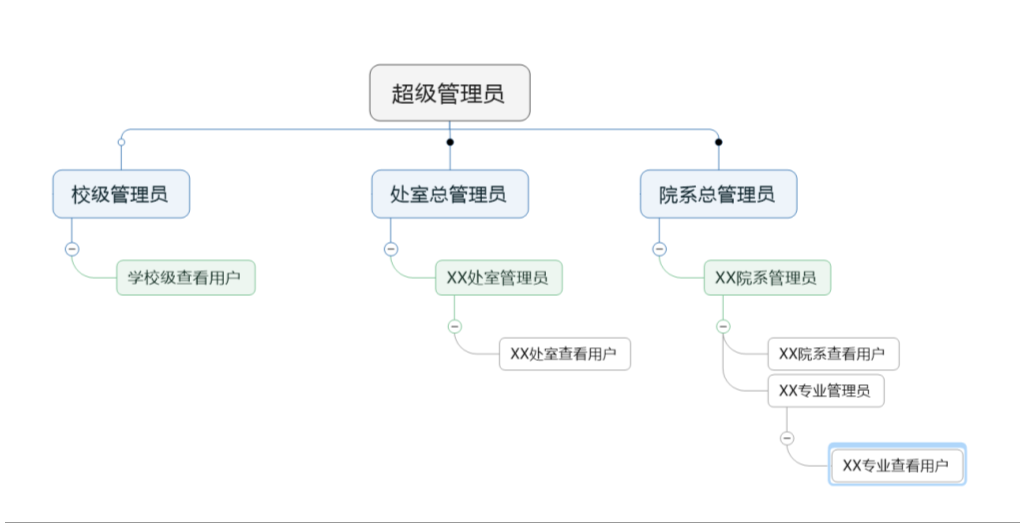 超级管理员
校级管理员
处室总管理员
院系总管理员
学校级查看用户
XX处室管理员
XX院系管理员
XX处室查看用户
XX院系查看用户
XX专业管理员
XX专业查看用户